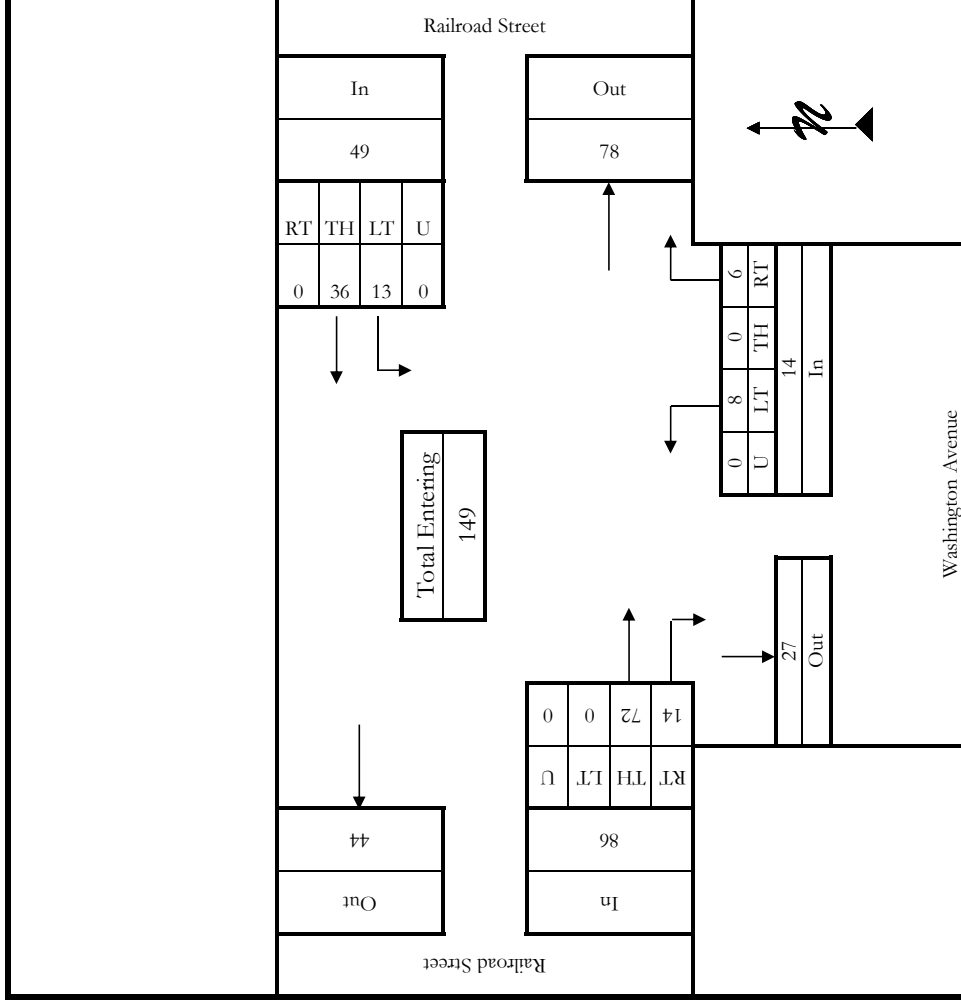 Railroad Street
In
Out
49
78
RT TH LT U
0 36 13 0
6 RT
0 TH
8 LT
0 U
14
In
Total Entering
149
Washington Avenue
27
Out
0 0 72 14
U LT TH RT
44
86
Out
In
Railroad Street
N